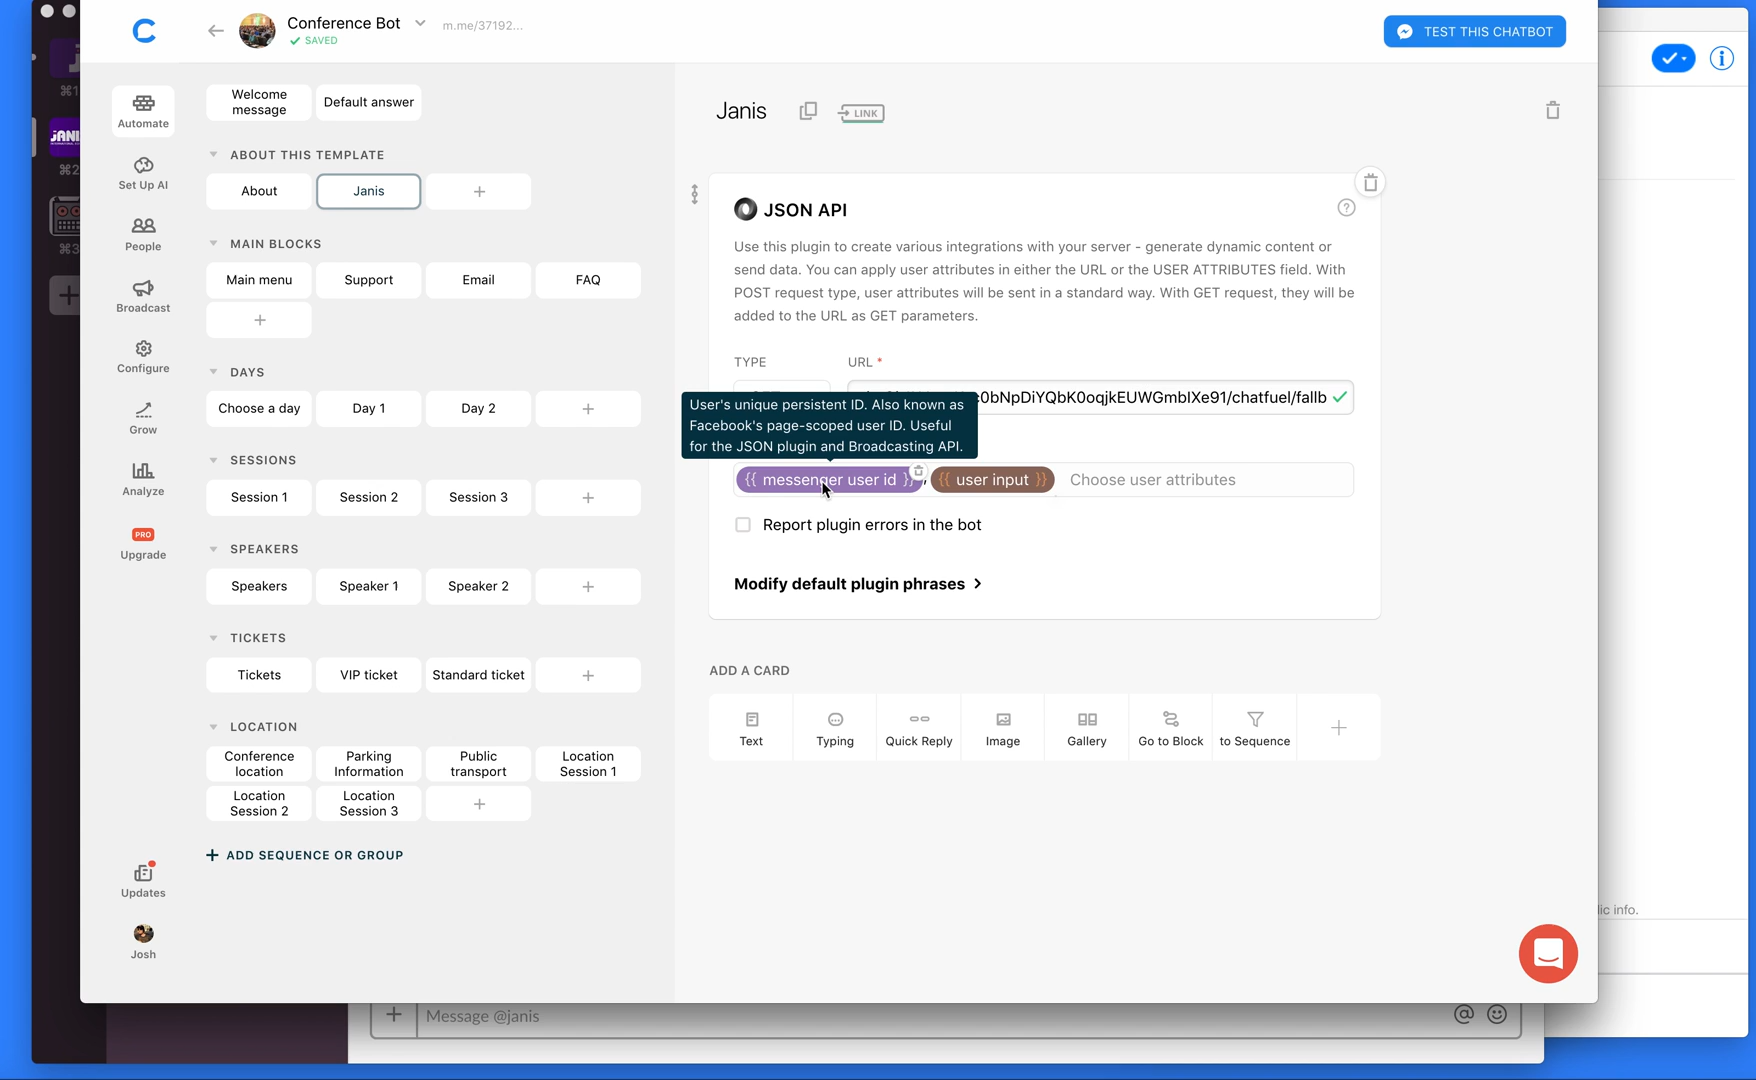 Conference Bot
m.me/37192...
SAVED
TEST THIS CHATBOT
⌘1
JANI
⌘2
⌘3
Automate
Set Up AI
People
Broadcast
Configure
Grow
Analyze
PRO
Upgrade
Updates
Josh
Welcome
message
Default answer
ABOUT THIS TEMPLATE
About
Janis
+
MAIN BLOCKS
Main menu
Support
Email
FAQ
+
DAYS
Choose a day
Day 1
Day 2
+
SESSIONS
Session 1
Session 2
Session 3
+
SPEAKERS
Speakers
Speaker 1
Speaker 2
+
TICKETS
Tickets
VIP ticket
Standard ticket
+
LOCATION
Conference
location
Parking
Information
Public
transport
Location
Session 1
Location
Session 2
Location
Session 3
+
+ ADD SEQUENCE OR GROUP
Janis
LINK
JSON API
?
Use this plugin to create various integrations with your server - generate dynamic content or
send data. You can apply user attributes in either the URL or the USER ATTRIBUTES field. With
POST request type, user attributes will be sent in a standard way. With GET request, they will be
added to the URL as GET parameters.
TYPE
URL *
0bNpDiYQbK0oqjkEUWGmbIXe91/chatfuel/fallb
User's unique persistent ID. Also known as
Facebook's page-scoped user ID. Useful
for the JSON plugin and Broadcasting API.
{{ messenger user id }}, {{ user input }} Choose user attributes
Report plugin errors in the bot
Modify default plugin phrases >
ADD A CARD
Text
Typing
Quick Reply
Image
Gallery
Go to Block
to Sequence
+
lic info.
+ Message @janis
@